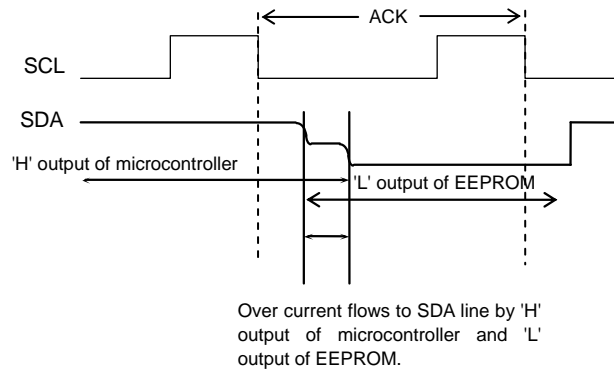 ACK
SCL
SDA
'H' output of microcontroller
'L' output of EEPROM
Over current flows to SDA line by 'H'
output of microcontroller and 'L'
output of EEPROM.